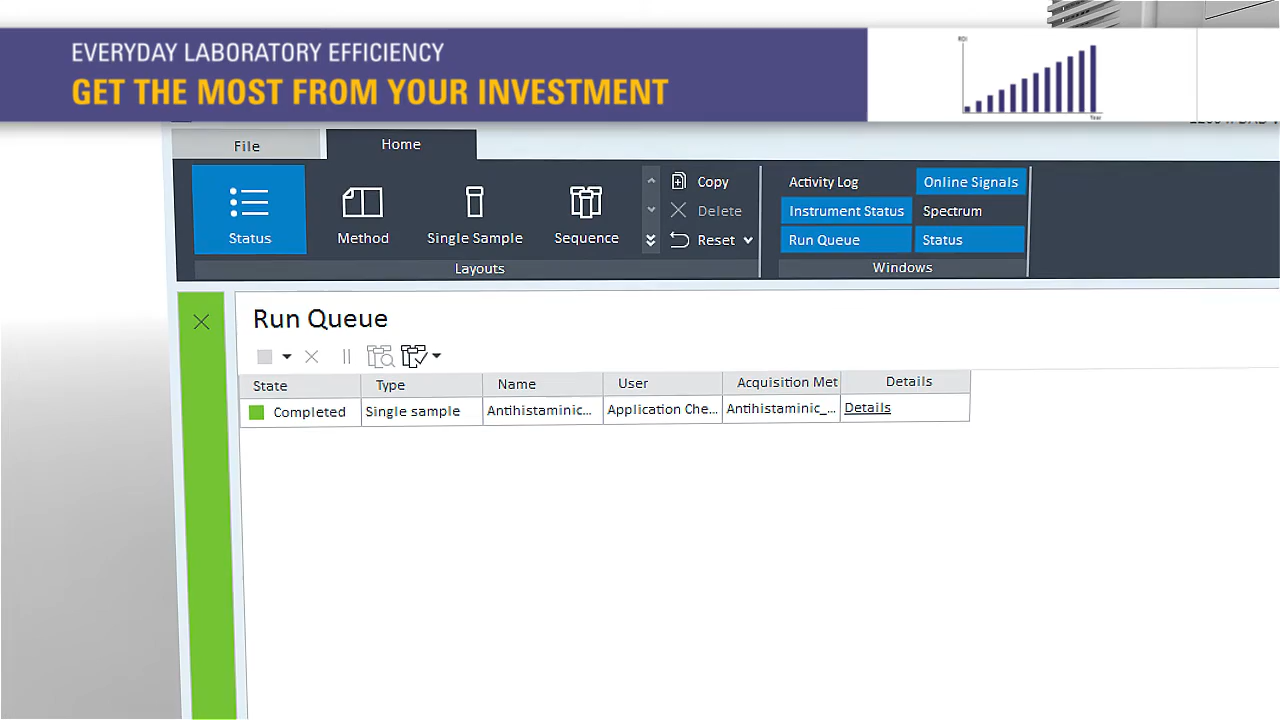 EVERYDAY LABORATORY EFFICIENCY
GET THE MOST FROM YOUR INVESTMENT
ROI
Year
File
Home
Status
Method
Single Sample
Sequence
Copy
Delete
Reset
Layouts
Activity Log
Online Signals
Instrument Status
Spectrum
Run Queue
Status
Windows
Run Queue
State Type Name User Acquisition Met Details
Completed Single sample Antihistaminic... Application Che... Antihistaminic_... Details